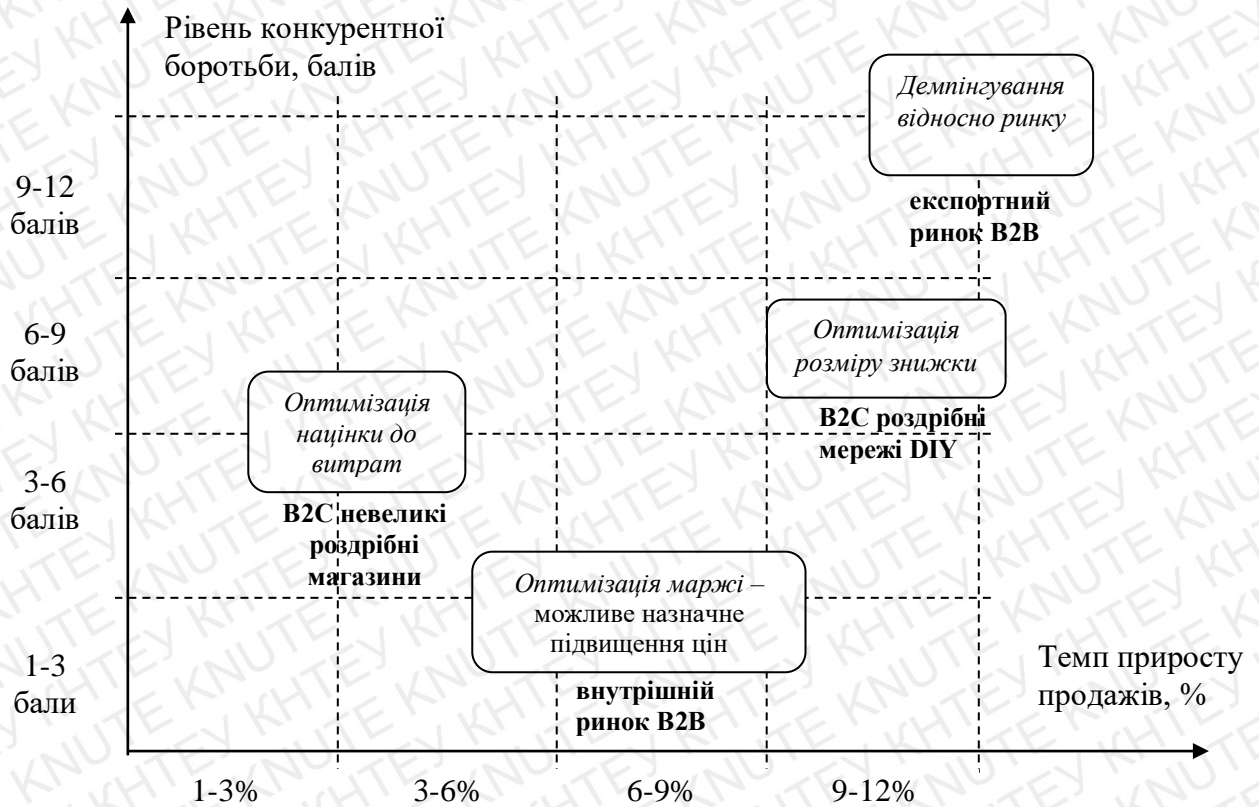 Рівень конкурентної
боротьби, балів
Демпінгування
відносно ринку
експортний
ринок B2B
9-12
балів
Оптимізація
розміру знижки
B2C роздрібні
мережі DIY
6-9
балів
Оптимізація
націнки до
витрат
B2C невеликі
роздрібні
магазини
3-6
балів
Оптимізація маржі –
можливе назначне
підвищення цін
внутрішній
ринок B2B
1-3
бали
Темп приросту
продажів, %
1-3%
3-6%
6-9%
9-12%
KNUTE КНТЕУ